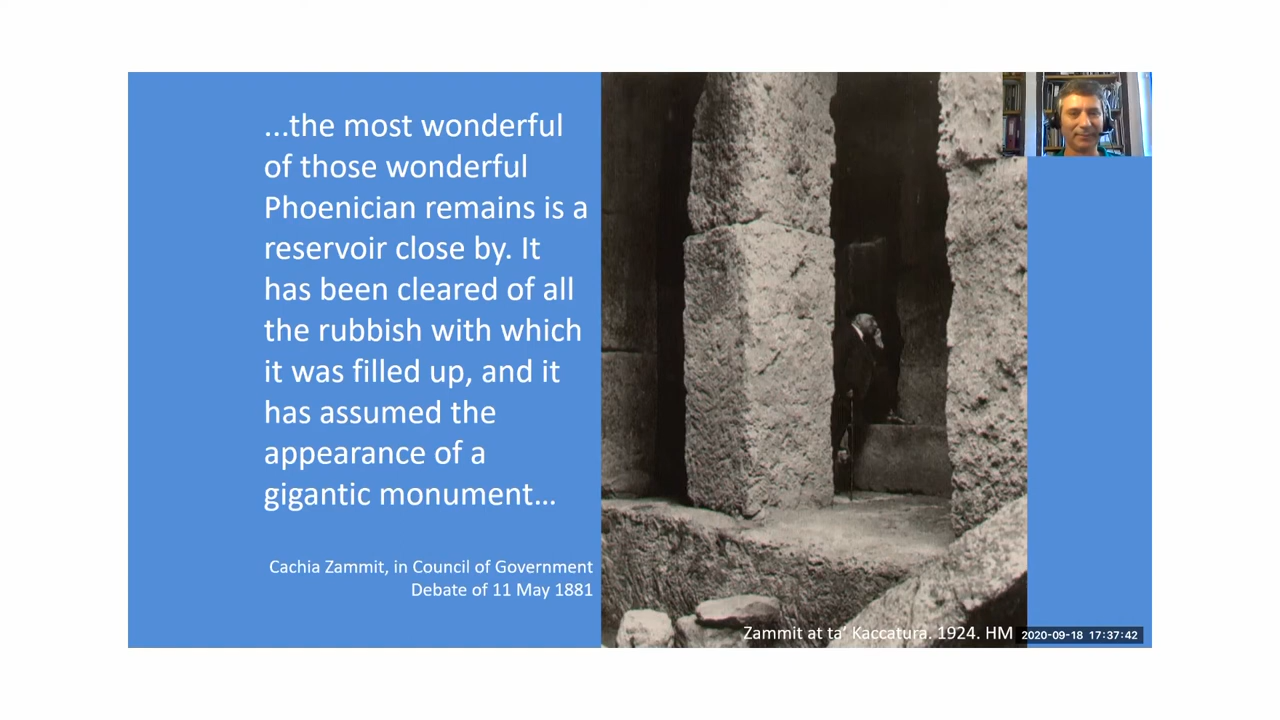 ...the most wonderful
of those wonderful
Phoenician remains is a
reservoir close by. It
has been cleared of all
the rubbish with which
it was filled up, and it
has assumed the
appearance of a
gigantic monument…
Cachia Zammit, in Council of Government
Debate of 11 May 1881
Zammit at ta’ Kaccatura. 1924. HM
2020-09-18 17:37:42